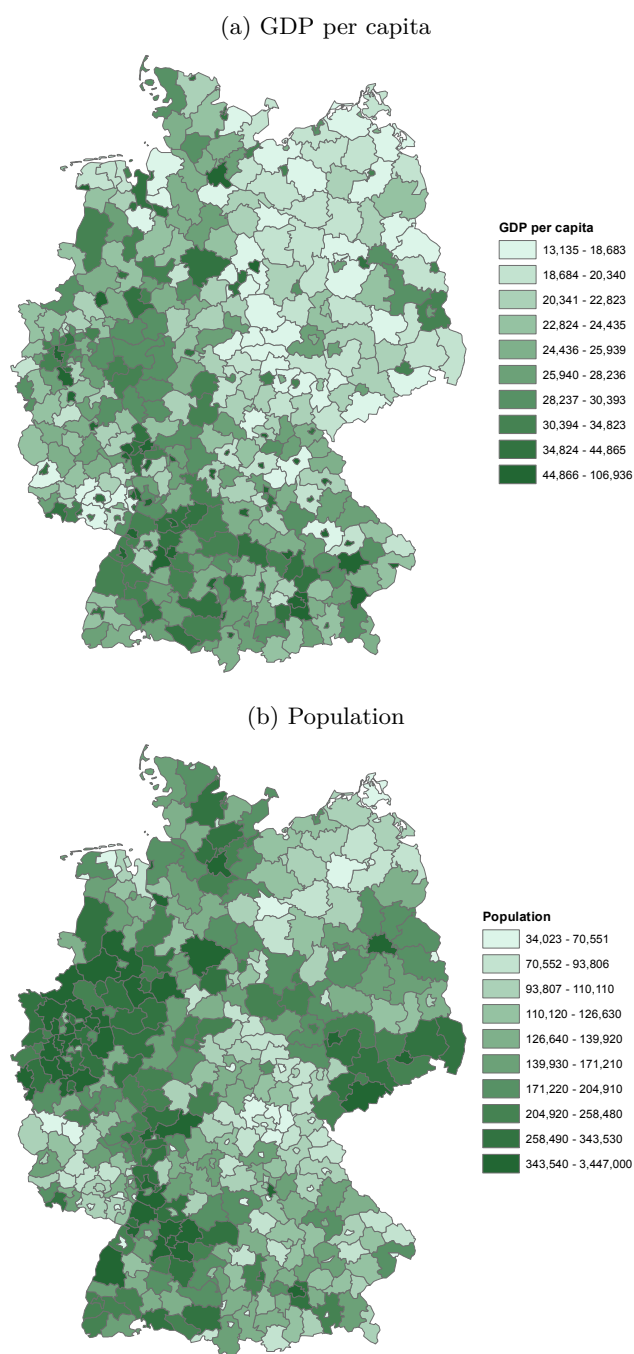 (a) GDP per capita
GDP per capita
13,135 - 18,683
18,684 - 20,340
20,341 - 22,823
22,824 - 24,435
24,436 - 25,939
25,940 - 28,236
28,237 - 30,393
30,394 - 34,823
34,824 - 44,865
44,866 - 106,936
(b) Population
Population
34,023 - 70,551
70,552 - 93,806
93,807 - 110,110
110,120 - 126,630
126,640 - 139,920
139,930 - 171,210
171,220 - 204,910
204,920 - 258,480
258,490 - 343,530
343,540 - 3,447,000